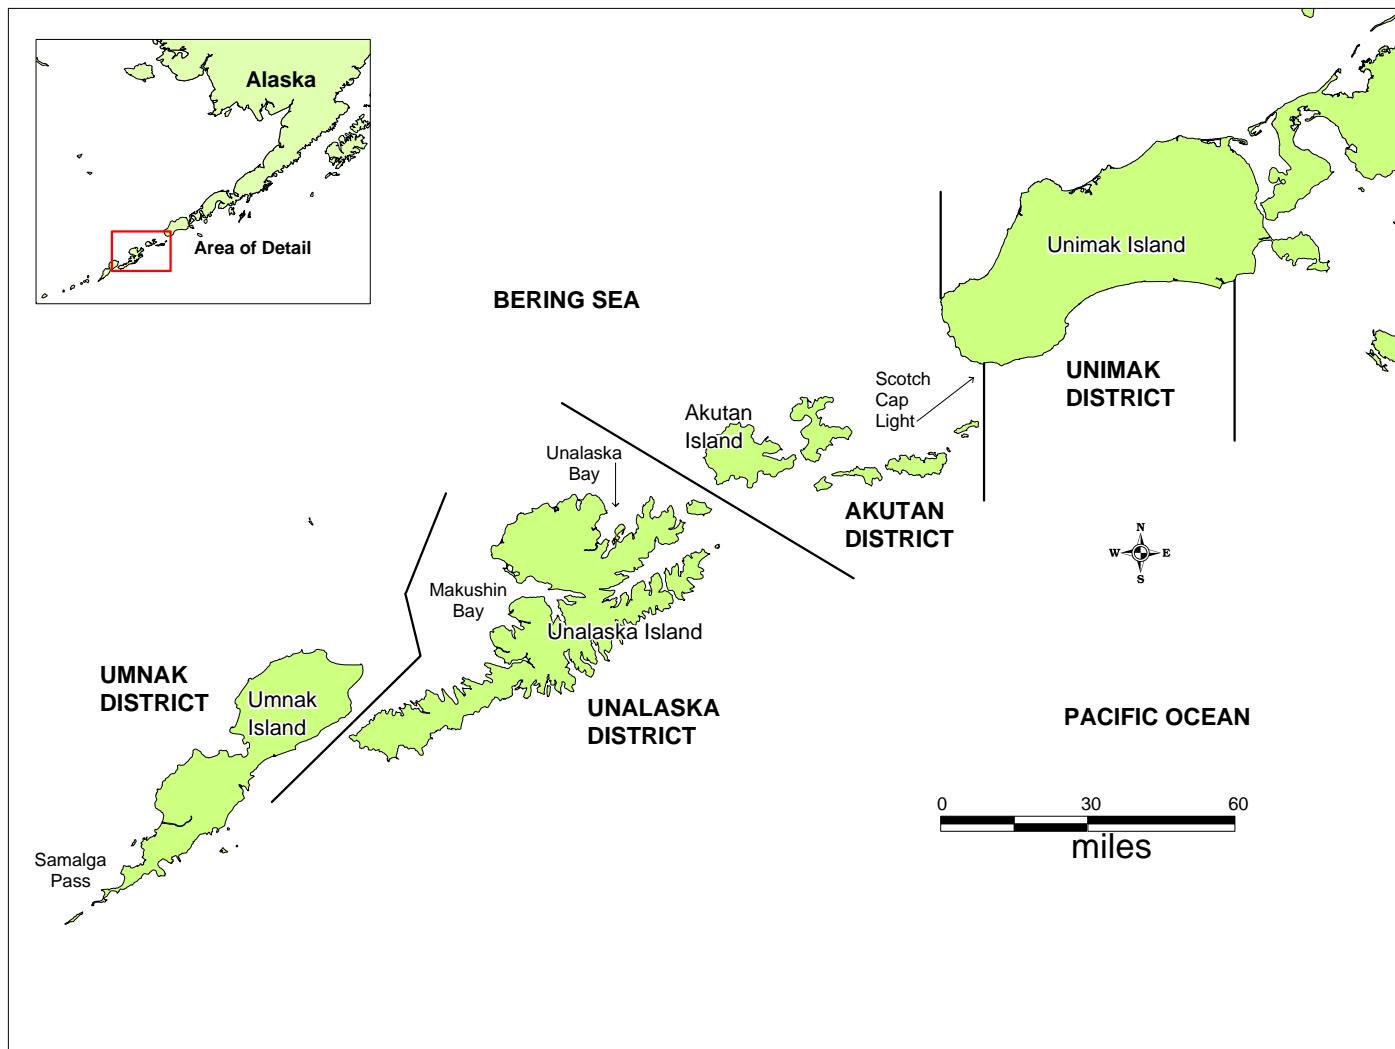 Alaska
Area of Detail
BERING SEA
Unimak Island
UNIMAK
DISTRICT
Scotch
Cap
Light
Akutan
Island
Unalaska
Bay
AKUTAN
DISTRICT
N
W E
S
Makushin
Bay
Unalaska Island
UMNAK
DISTRICT
Umnak
Island
UNALASKA
DISTRICT
PACIFIC OCEAN
0 30 60
miles
Samalga
Pass